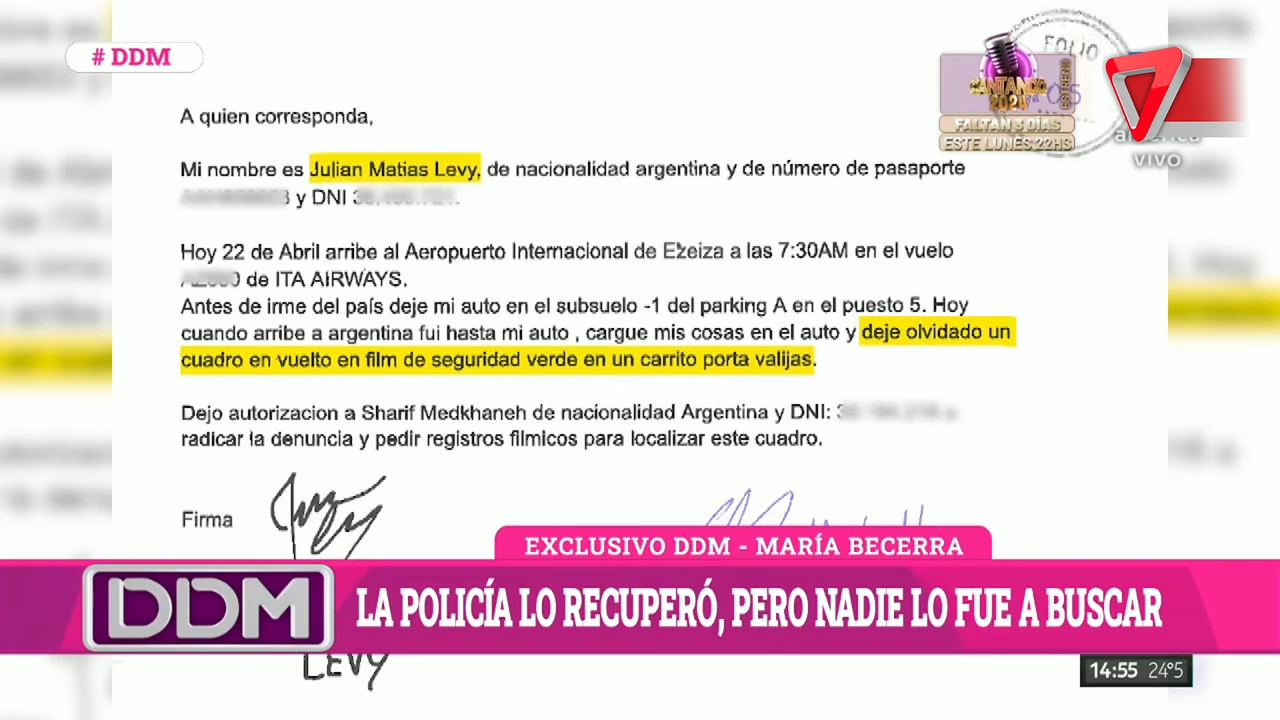 # DDM
FOLIO
05
CANTANDO
2024
ESTRENO
FALTAN 3 DÍAS
ESTE LUNES 22HS
américa
VIVO
A quien corresponda,
Mi nombre es Julian Matias Levy, de nacionalidad argentina y de número de pasaporte
y DNI
Hoy 22 de Abril arribe al Aeropuerto Internacional de Ezeiza a las 7:30AM en el vuelo
de ITA AIRWAYS.
Antes de irme del país deje mi auto en el subsuelo -1 del parking A en el puesto 5. Hoy
cuando arribe a argentina fui hasta mi auto , cargue mis cosas en el auto y deje olvidado un
cuadro en vuelto en film de seguridad verde en un carrito porta valijas.
Dejo autorizacion a Sharif Medkhaneh de nacionalidad Argentina y DNI:
radicar la denuncia y pedir registros filmicos para localizar este cuadro.
Firma
EXCLUSIVO DDM - MARÍA BECERRA
DDM
LA POLICÍA LO RECUPERÓ, PERO NADIE LO FUE A BUSCAR
LEVY
14:55 24°5